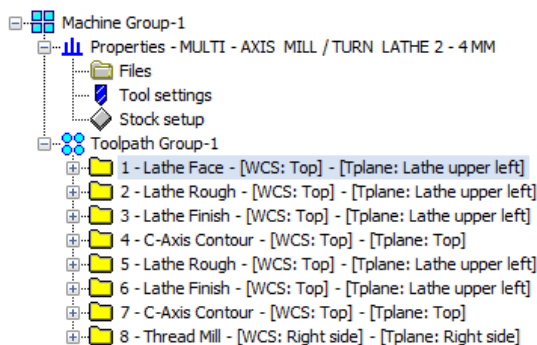 Machine Group-1
Properties - MULTI - AXIS MILL / TURN LATHE 2 - 4 MM
Files
Tool settings
Stock setup
Toolpath Group-1
1 - Lathe Face - [WCS: Top] - [Tplane: Lathe upper left]
2 - Lathe Rough - [WCS: Top] - [Tplane: Lathe upper left]
3 - Lathe Finish - [WCS: Top] - [Tplane: Lathe upper left]
4 - C-Axis Contour - [WCS: Top] - [Tplane: Top]
5 - Lathe Rough - [WCS: Top] - [Tplane: Lathe upper left]
6 - Lathe Finish - [WCS: Top] - [Tplane: Lathe upper left]
7 - C-Axis Contour - [WCS: Top] - [Tplane: Top]
8 - Thread Mill - [WCS: Right side] - [Tplane: Right side]